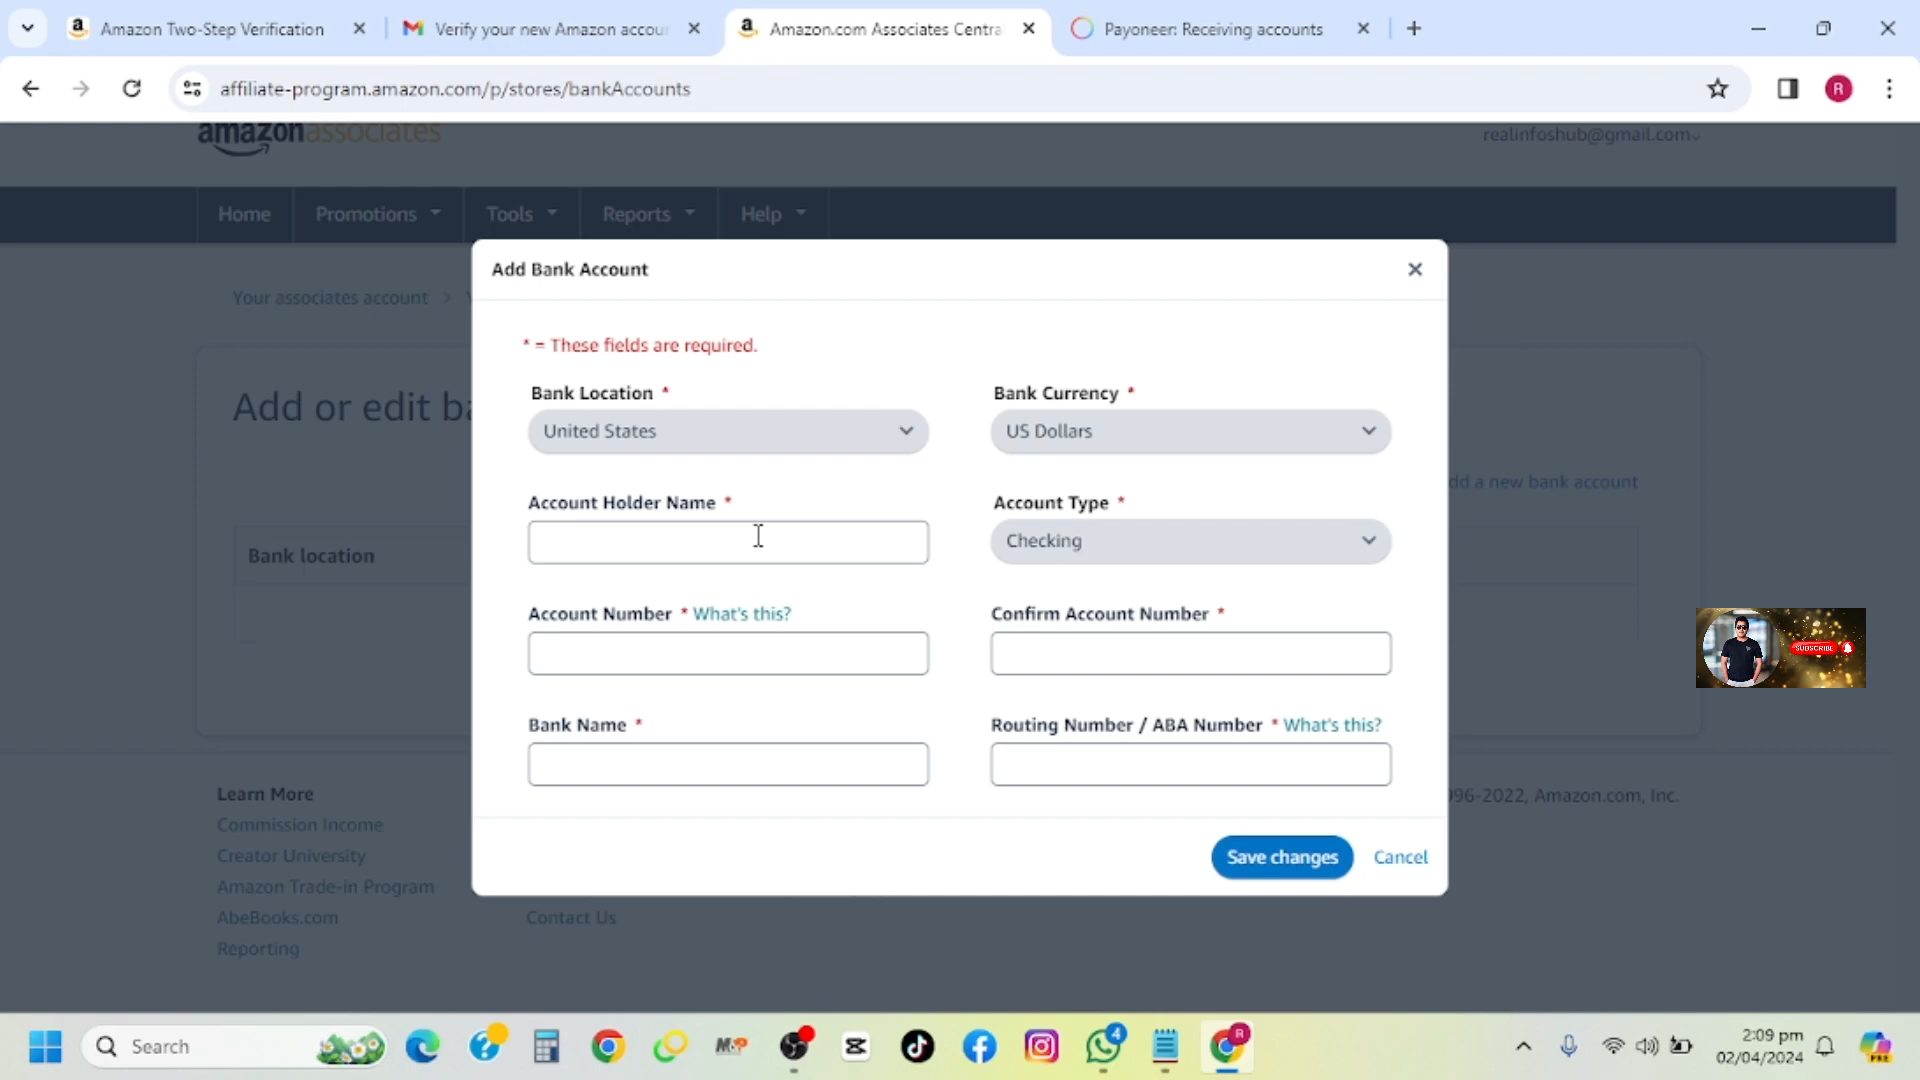 Amazon Two-Step Verification
Verify your new Amazon accou
Amazon.com Associates Centra
Payoneer: Receiving accounts
affiliate-program.amazon.com/p/stores/bankAccounts
R
amazon associates
realinfoshub@gmail.com
Home
Promotions
Tools
Reports
Help
Add Bank Account
Your associates account >
* = These fields are required.
Bank Location *
Bank Currency *
Add or edit ba
United States
US Dollars
dd a new bank account
Account Holder Name *
Account Type *
Bank location
Checking
Account Number * What's this?
Confirm Account Number *
SUBSCRIBE
Bank Name *
Routing Number / ABA Number * What's this?
Learn More
996-2022, Amazon.com, Inc.
Commission Income
Creator University
Save changes
Cancel
Amazon Trade-in Program
AbeBooks.com
Contact Us
Reporting
Search
M
P
4
R
2:09 pm
02/04/2024
PRE